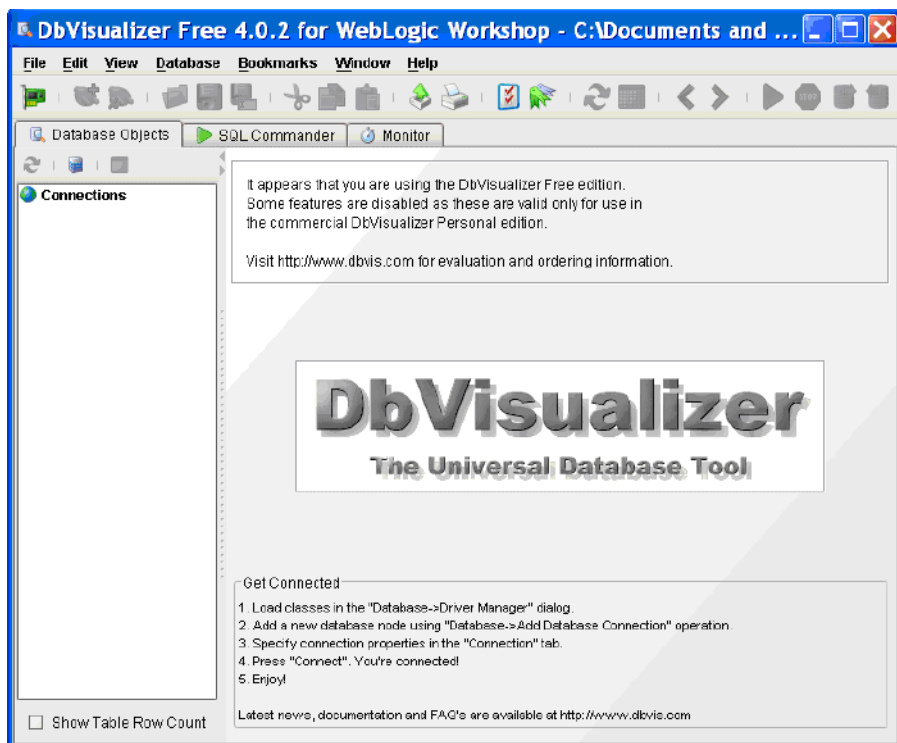 DbVisualizer Free 4.0.2 for WebLogic Workshop - C:\Documents and ...
File Edit View Database Bookmarks Window Help
STOP
Database Objects SQL Commander Monitor
Connections
It appears that you are using the DbVisualizer Free edition.
Some features are disabled as these are valid only for use in
the commercial DbVisualizer Personal edition.
Visit http://www.dbvis.com for evaluation and ordering information.
DbVisualizer
The Universal Database Tool
Get Connected
1. Load classes in the "Database->Driver Manager" dialog.
2. Add a new database node using "Database->Add Database Connection" operation.
3. Specify connection properties in the "Connection" tab.
4. Press "Connect". You're connected!
5. Enjoy!
Latest news, documentation and FAQ's are available at http://www.dbvis.com
Show Table Row Count